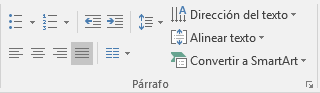 Dirección del texto
Alinear texto
Convertir a SmartArt
Párrafo